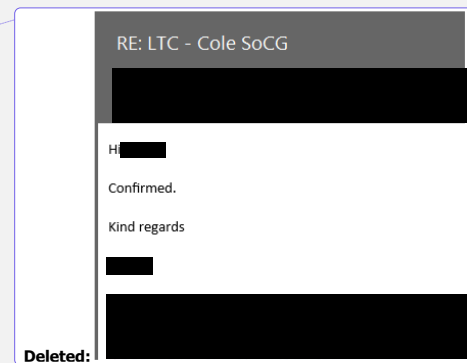 RE: LTC - Cole SoCG
Hi
Confirmed.
Kind regards
Deleted: